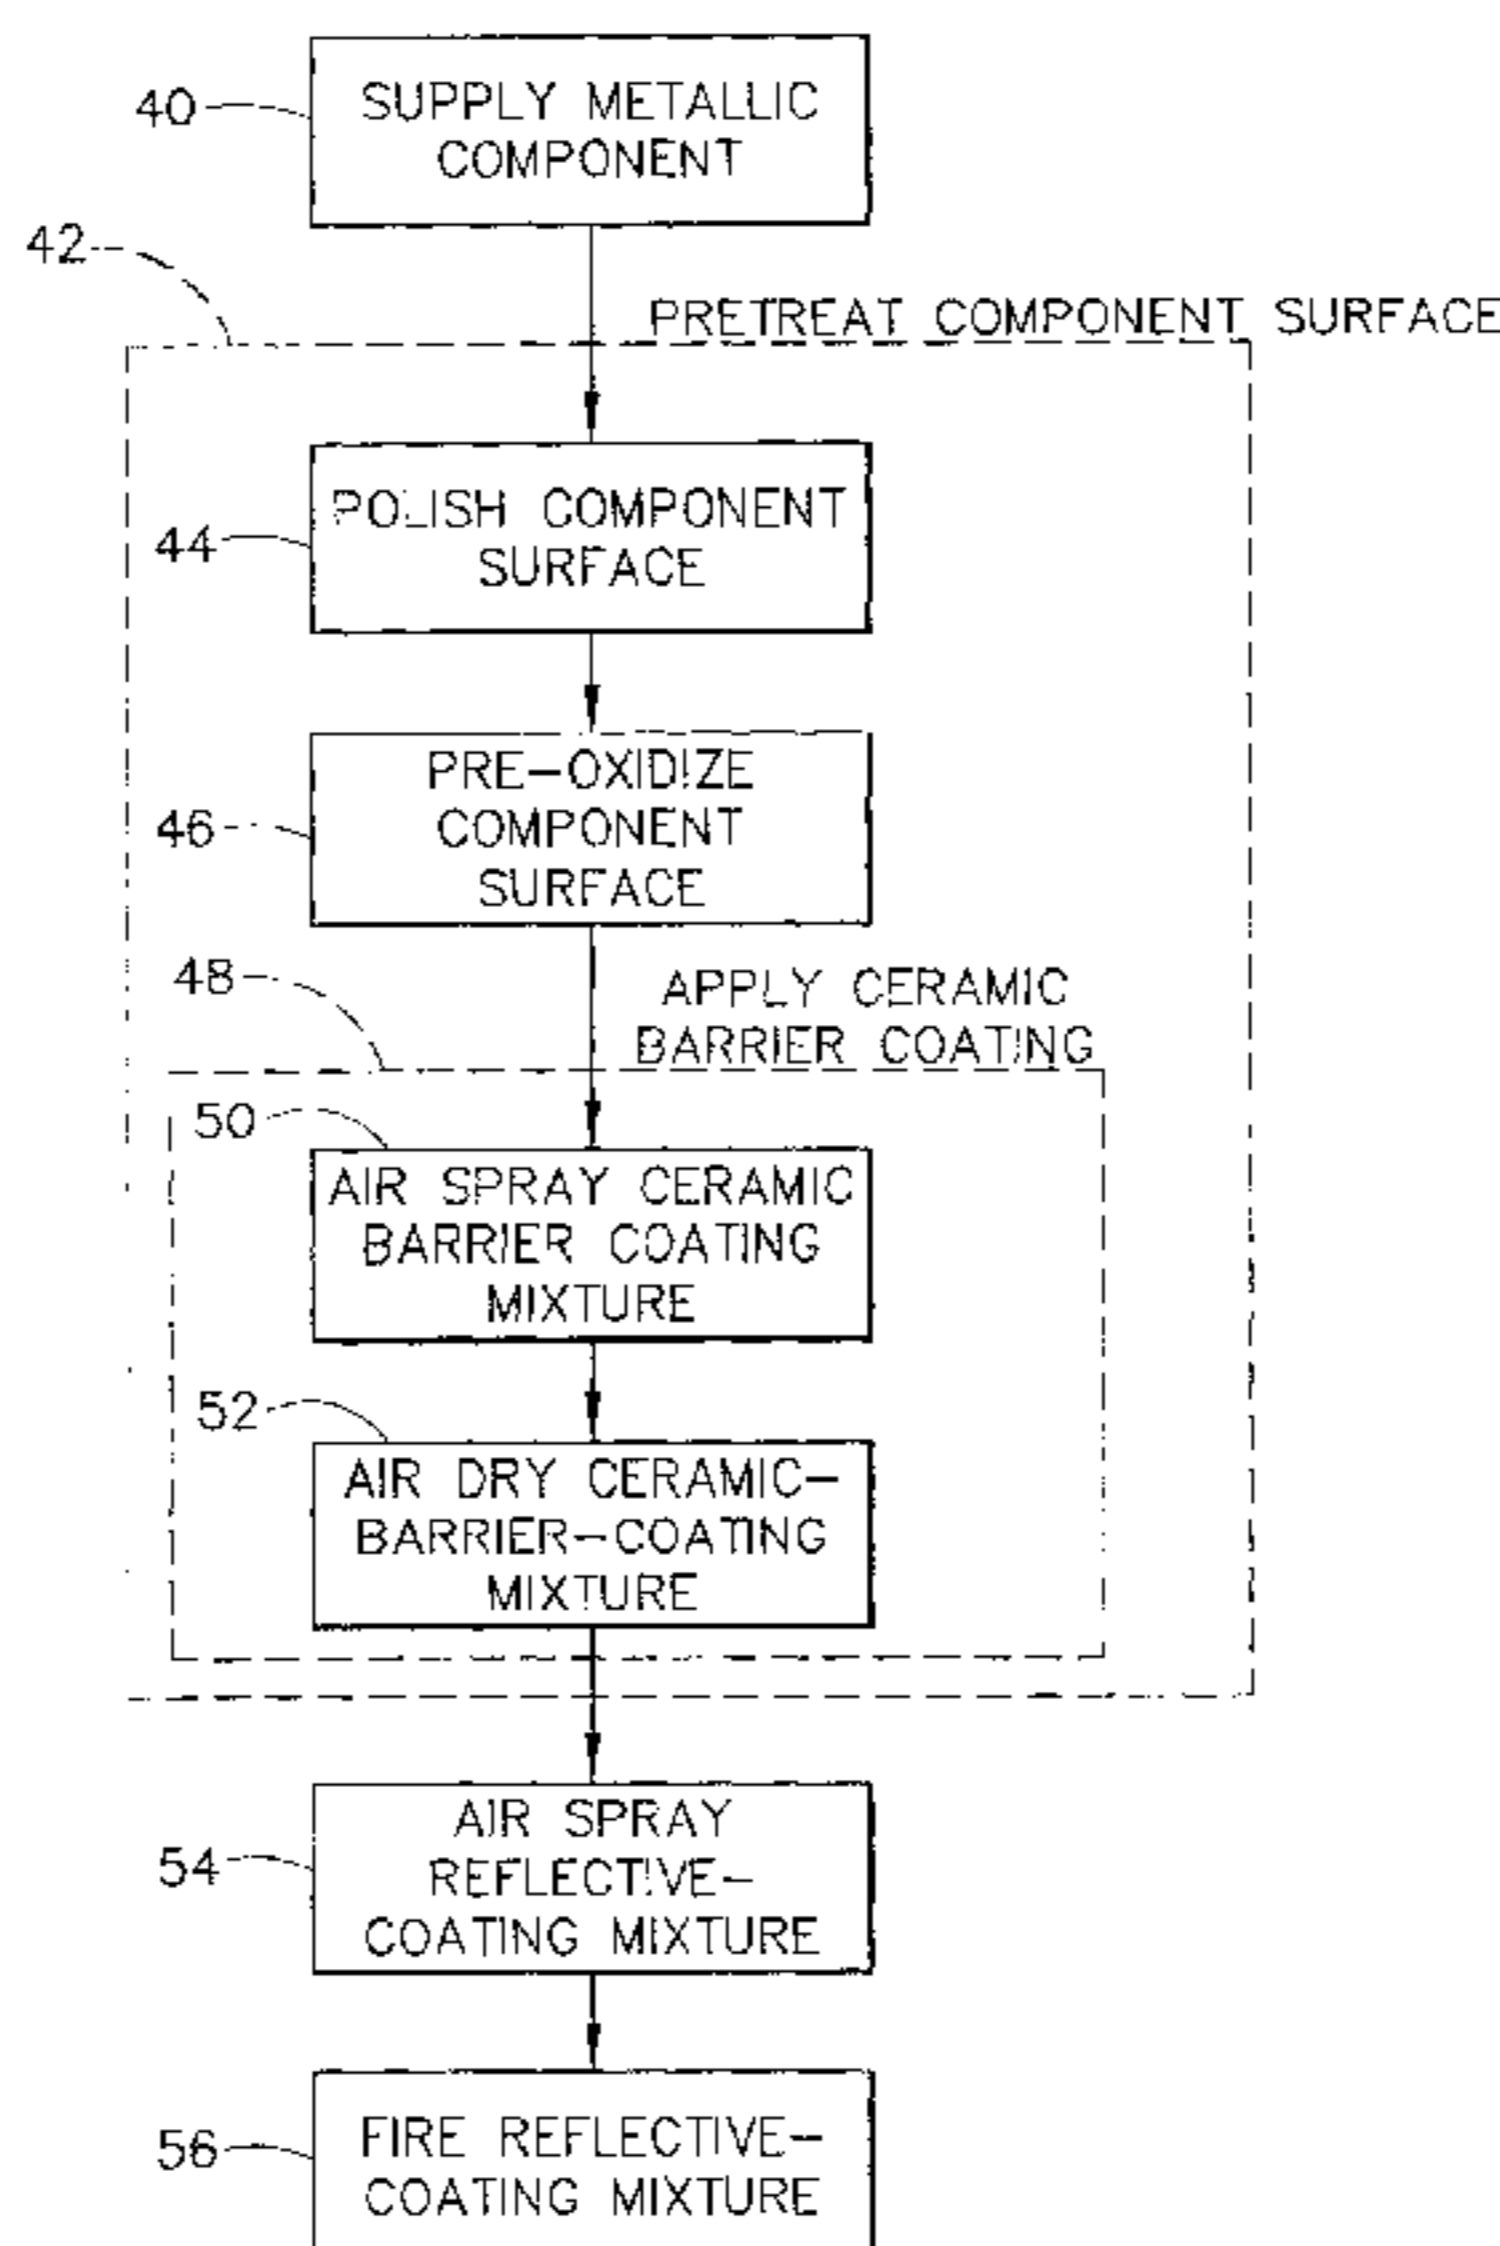 40
SUPPLY METALLIC
COMPONENT
42
PRETREAT COMPONENT SURFACE
POLISH COMPONENT
SURFACE
44
PRE-OXIDIZE
COMPONENT
SURFACE
46
48
APPLY CERAMIC
BARRIER COATING
50
AIR SPRAY CERAMIC
BARRIER COATING
MIXTURE
52
AIR DRY CERAMIC-
BARRIER-COATING
MIXTURE
AIR SPRAY
REFLECTIVE-
COATING MIXTURE
54
FIRE REFLECTIVE-
COATING MIXTURE
56